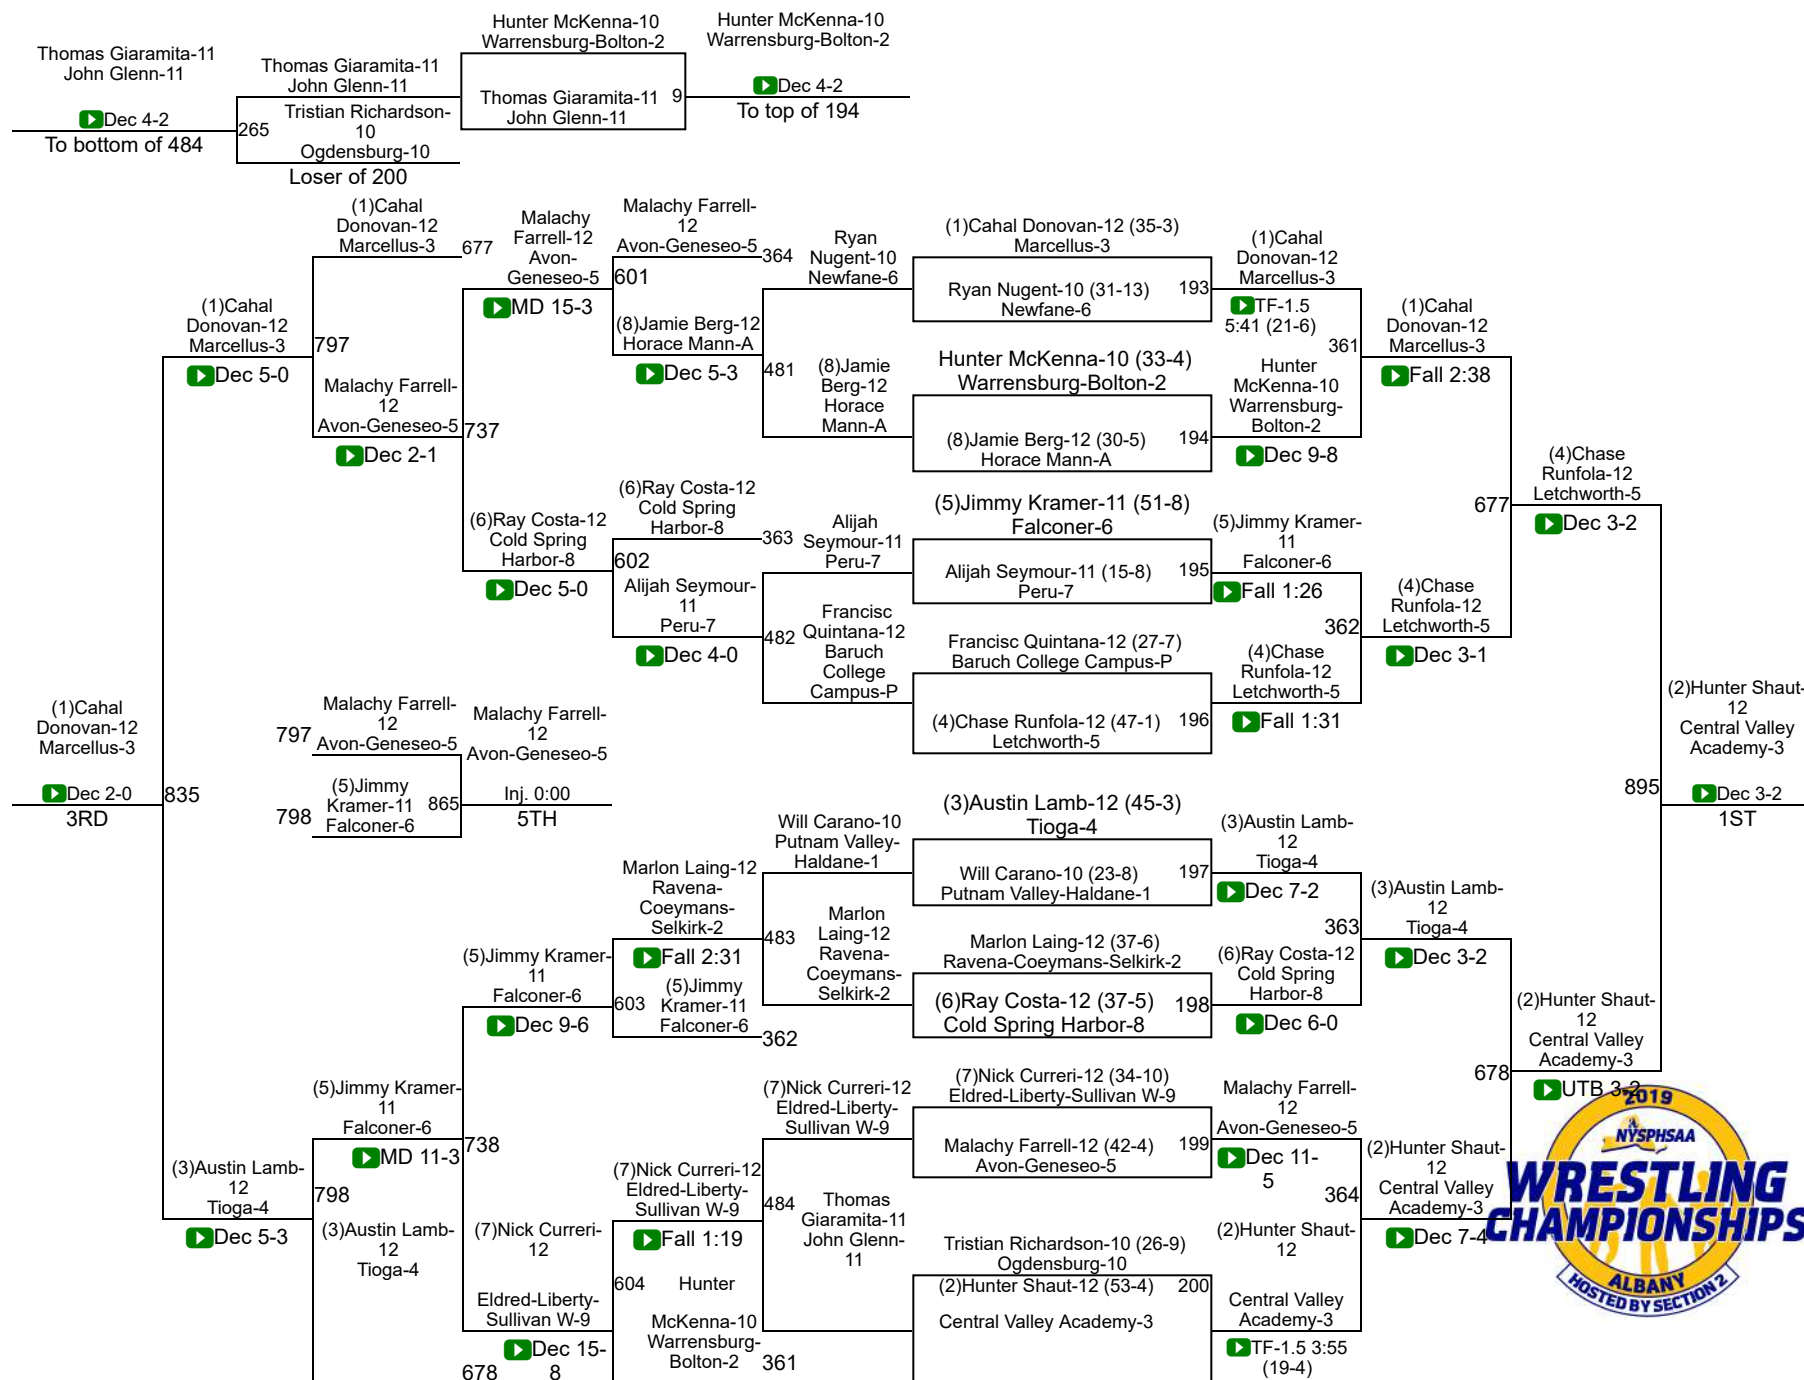 Hunter McKenna-10
Warrensburg-Bolton-2
Hunter McKenna-10
Warrensburg-Bolton-2
Thomas Giaramita-11
John Glenn-11
Thomas Giaramita-11
John Glenn-11
Thomas Giaramita-11
John Glenn-11
9
Dec 4-2
To top of 194
Dec 4-2
To bottom of 484
265
Tristian Richardson-
10
Ogdensburg-10
Loser of 200
(1)Cahal
Donovan-12
Marcellus-3
677
Malachy
Farrell-12
Avon-
Geneseo-5
MD 15-3
Malachy Farrell-
12
Avon-Geneseo-5
364
601
(8)Jamie Berg-12
Horace Mann-A
Dec 5-3
Ryan
Nugent-10
Newfane-6
481
(8)Jamie
Berg-12
Horace
Mann-A
(1)Cahal Donovan-12 (35-3)
Marcellus-3
Ryan Nugent-10 (31-13)
Newfane-6
193
Hunter McKenna-10 (33-4)
Warrensburg-Bolton-2
(8)Jamie Berg-12 (30-5)
Horace Mann-A
194
(1)Cahal
Donovan-12
Marcellus-3
TF-1.5
5:41 (21-6)
361
Hunter
McKenna-10
Warrensburg-
Bolton-2
Dec 9-8
(1)Cahal
Donovan-12
Marcellus-3
Fall 2:38
(1)Cahal
Donovan-12
Marcellus-3
Dec 5-0
797
Malachy Farrell-
12
Avon-Geneseo-5
Dec 2-1
737
(6)Ray Costa-12
Cold Spring
Harbor-8
Dec 5-0
(6)Ray Costa-12
Cold Spring
Harbor-8
363
602
Alijah Seymour-
11
Peru-7
Dec 4-0
Alijah
Seymour-11
Peru-7
482
Francisc
Quintana-12
Baruch
College
Campus-P
(5)Jimmy Kramer-11 (51-8)
Falconer-6
Alijah Seymour-11 (15-8)
Peru-7
195
Francisc Quintana-12 (27-7)
Baruch College Campus-P
(4)Chase Runfola-12 (47-1)
Letchworth-5
196
(5)Jimmy Kramer-
11
Falconer-6
Fall 1:26
362
(4)Chase
Runfola-12
Letchworth-5
Fall 1:31
(4)Chase
Runfola-12
Letchworth-5
Dec 3-1
677
(4)Chase
Runfola-12
Letchworth-5
Dec 3-2
(1)Cahal
Donovan-12
Marcellus-3
Dec 2-0
3RD
835
797
Malachy Farrell-
12
Avon-Geneseo-5
798
(5)Jimmy
Kramer-11
Falconer-6
865
Malachy Farrell-
12
Avon-Geneseo-5
Inj. 0:00
5TH
(2)Hunter Shaut-
12
Central Valley
Academy-3
895
Dec 3-2
1ST
Marlon Laing-12
Ravena-
Coeymans-
Selkirk-2
Fall 2:31
Will Carano-10
Putnam Valley-
Haldane-1
483
Marlon
Laing-12
Ravena-
Coeymans-
Selkirk-2
(3)Austin Lamb-12 (45-3)
Tioga-4
Will Carano-10 (23-8)
Putnam Valley-Haldane-1
197
Marlon Laing-12 (37-6)
Ravena-Coeymans-Selkirk-2
(6)Ray Costa-12 (37-5)
Cold Spring Harbor-8
198
(3)Austin Lamb-
12
Tioga-4
Dec 7-2
363
(6)Ray Costa-12
Cold Spring
Harbor-8
Dec 6-0
(3)Austin Lamb-
12
Tioga-4
Dec 3-2
(5)Jimmy Kramer-
11
Falconer-6
Dec 9-6
603
(5)Jimmy
Kramer-11
Falconer-6
362
(2)Hunter Shaut-
12
Central Valley
Academy-3
678
UTB 3-2
(5)Jimmy Kramer-
11
Falconer-6
MD 11-3
738
(3)Austin Lamb-
12
Tioga-4
Dec 5-3
798
(3)Austin Lamb-
12
Tioga-4
(7)Nick Curreri-
12
Eldred-Liberty-
Sullivan W-9
Dec 15-
8
678
(7)Nick Curreri-12
Eldred-Liberty-
Sullivan W-9
Fall 1:19
604
Hunter
McKenna-10
Warrensburg-
Bolton-2
361
(7)Nick Curreri-12
Eldred-Liberty-
Sullivan W-9
484
Thomas
Giaramita-11
John Glenn-
11
(7)Nick Curreri-12 (34-10)
Eldred-Liberty-Sullivan W-9
Malachy Farrell-12 (42-4)
Avon-Geneseo-5
199
Tristian Richardson-10 (26-9)
Ogdensburg-10
(2)Hunter Shaut-12 (53-4)
Central Valley Academy-3
200
Malachy Farrell-
12
Avon-Geneseo-5
Dec 11-
5
364
(2)Hunter Shaut-
12
Central Valley
Academy-3
TF-1.5 3:55
(19-4)
(2)Hunter Shaut-
12
Central Valley
Academy-3
Dec 7-4
2019
NYSPHSAA
WRESTLING
CHAMPIONSHIPS
ALBANY
HOSTED BY SECTION 2